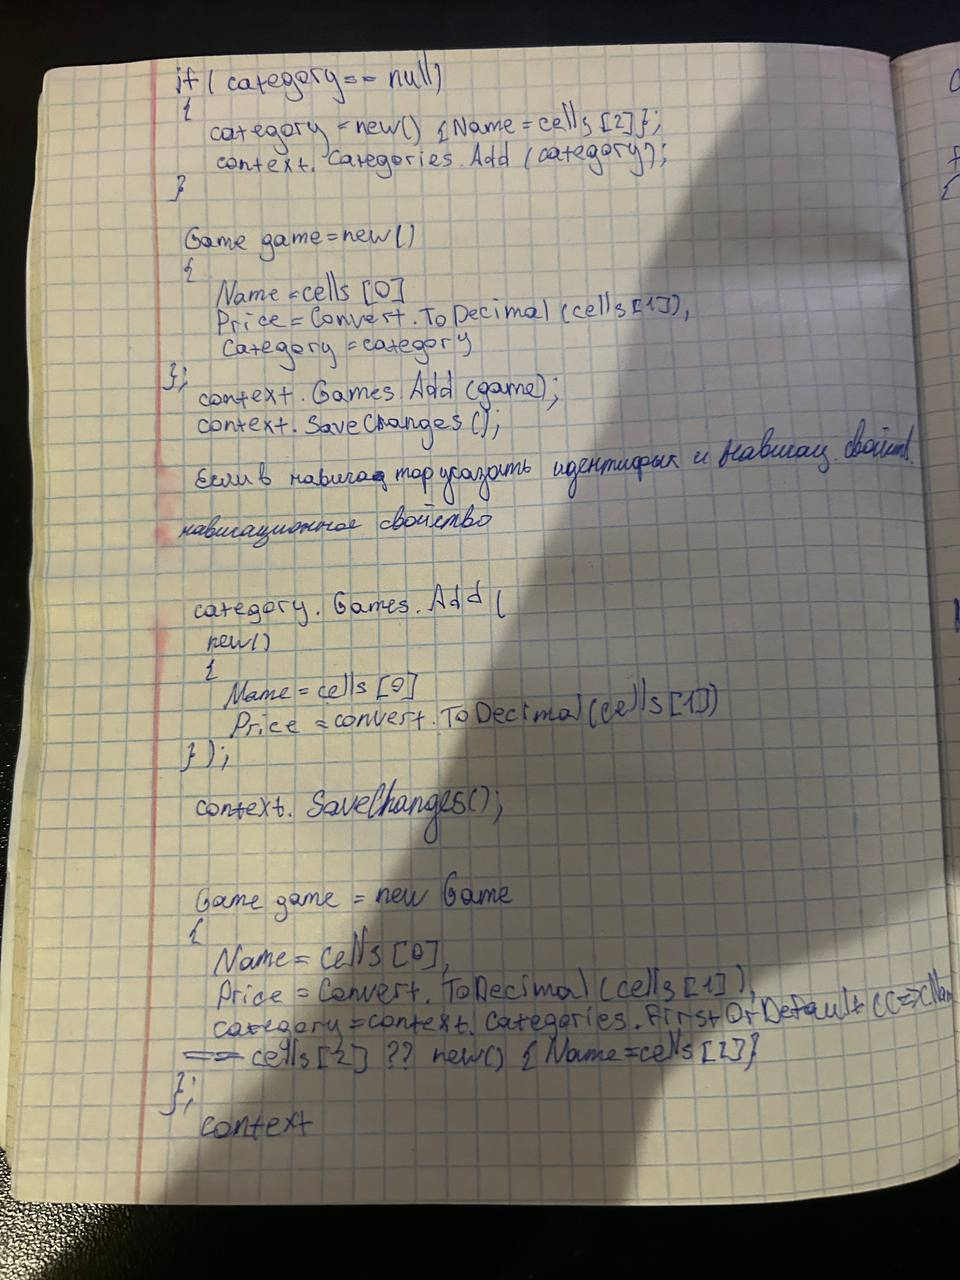 if( category== null)
{
category =new() {Name=cells[2]};
context. Categories. Add (category);
}
Game game=new()
{
Name =cells [0]
Price = Convert. ToDecimal (cells[1]),
Category =category
};
context. Games. Add (game);
context. SaveChanges ();
Если в навигац указать идентифик и навигац. свойств.
навигационное свойство
category. Games. Add (
new()
{
Name = cells [0]
Price =convert. ToDecimal(cells [1])
});
context. SaveChanges();
Game game = new Game
{
Name= cells [0],
Price =Convert. ToDecimal (cells [1]),
category=context. Categories. FirstOrDefault (C=>C Nam
== cells [2] ?? new() { Name=cells [2]}
};
context